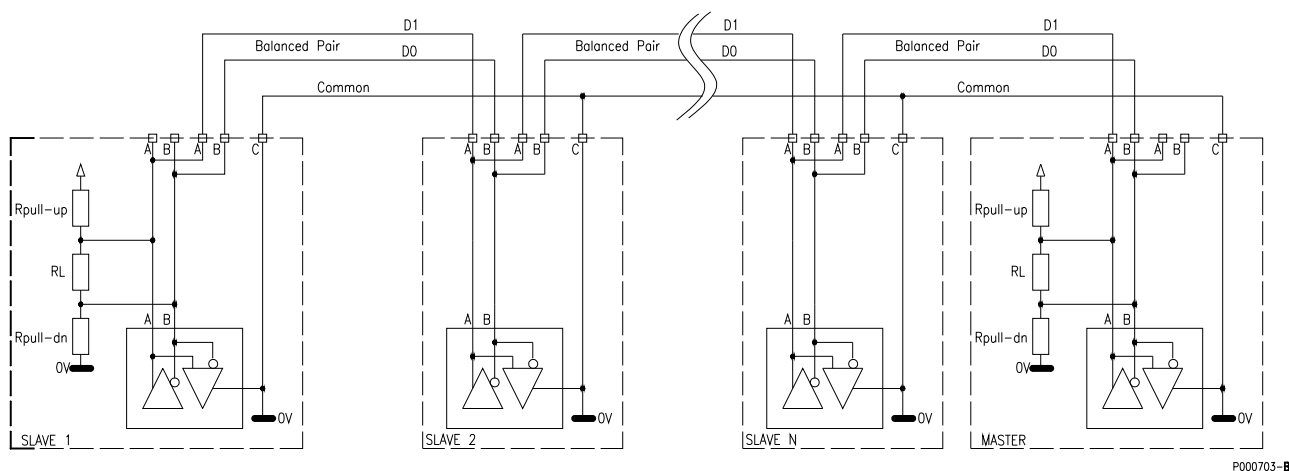 D1 D1 D1
Balanced Pair Balanced Pair Balanced Pair
D0 D0 D0
Common Common
A B A B C A B A B C A B A B C A B A B C
Rpull-up Rpull-up
RL RL
Rpull-dn Rpull-dn
A B A B A B A B
0V 0V
0V 0V 0V 0V
SLAVE 1 SLAVE 2 SLAVE N MASTER
P000703-B